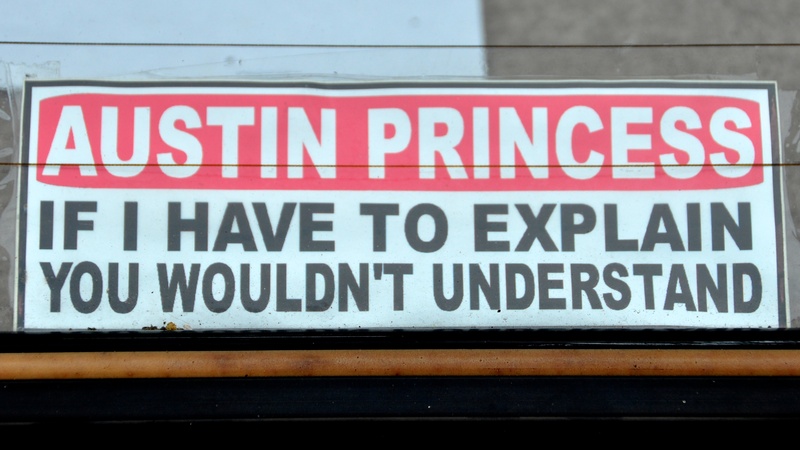 AUSTIN PRINCESS
IF I HAVE TO EXPLAIN
YOU WOULDN'T UNDERSTAND